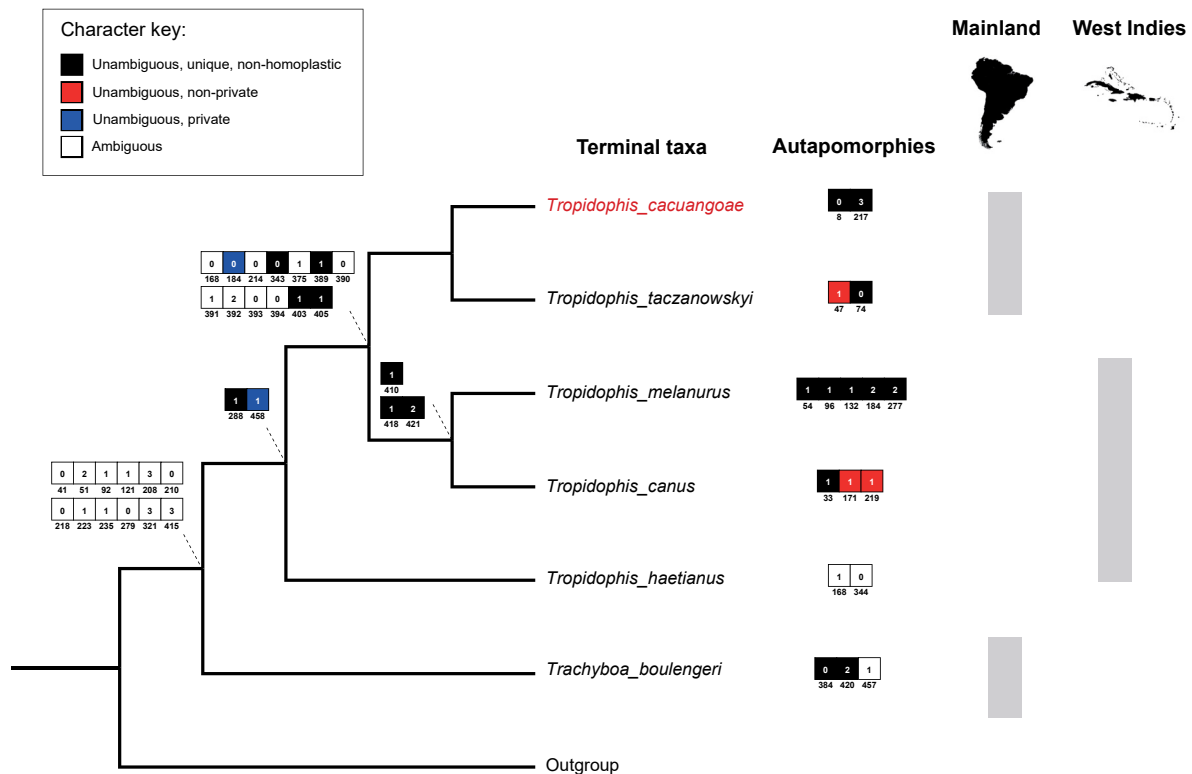 Character key:
Unambiguous, unique, non-homoplastic
Unambiguous, non-private
Unambiguous, private
Ambiguous
Mainland West Indies
Terminal taxa Autapomorphies
Tropidophis_cacuangoae
0 3
8 217
0 0 0 0 1 1 0
168 184 214 343 375 389 390
1 2 0 0 1 1
391 392 393 394 403 405
Tropidophis_taczanowskyi
1 0
47 74
1
410
1 2
418 421
Tropidophis_melanurus
1 1 1 2 2
54 96 132 184 277
1 1
288 458
0 2 1 1 3 0
41 51 92 121 208 210
0 1 1 0 3 3
218 223 235 279 321 415
Tropidophis_canus
1 1 1
33 171 219
Tropidophis_haetianus
1 0
168 344
Trachyboa_boulengeri
0 2 1
384 420 457
Outgroup